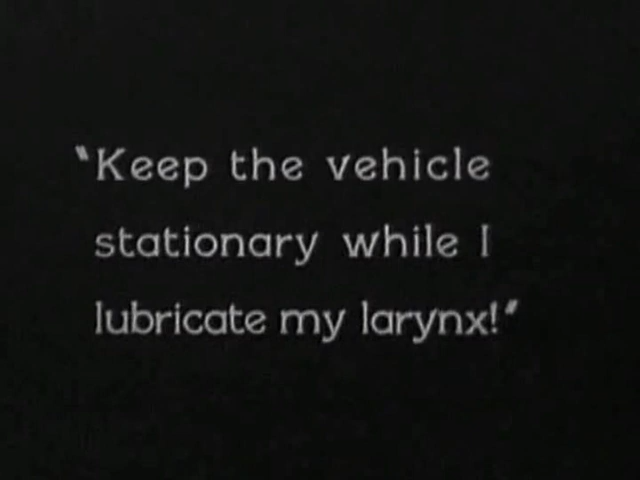 "Keep the vehicle
stationary while I
lubricate my larynx!"